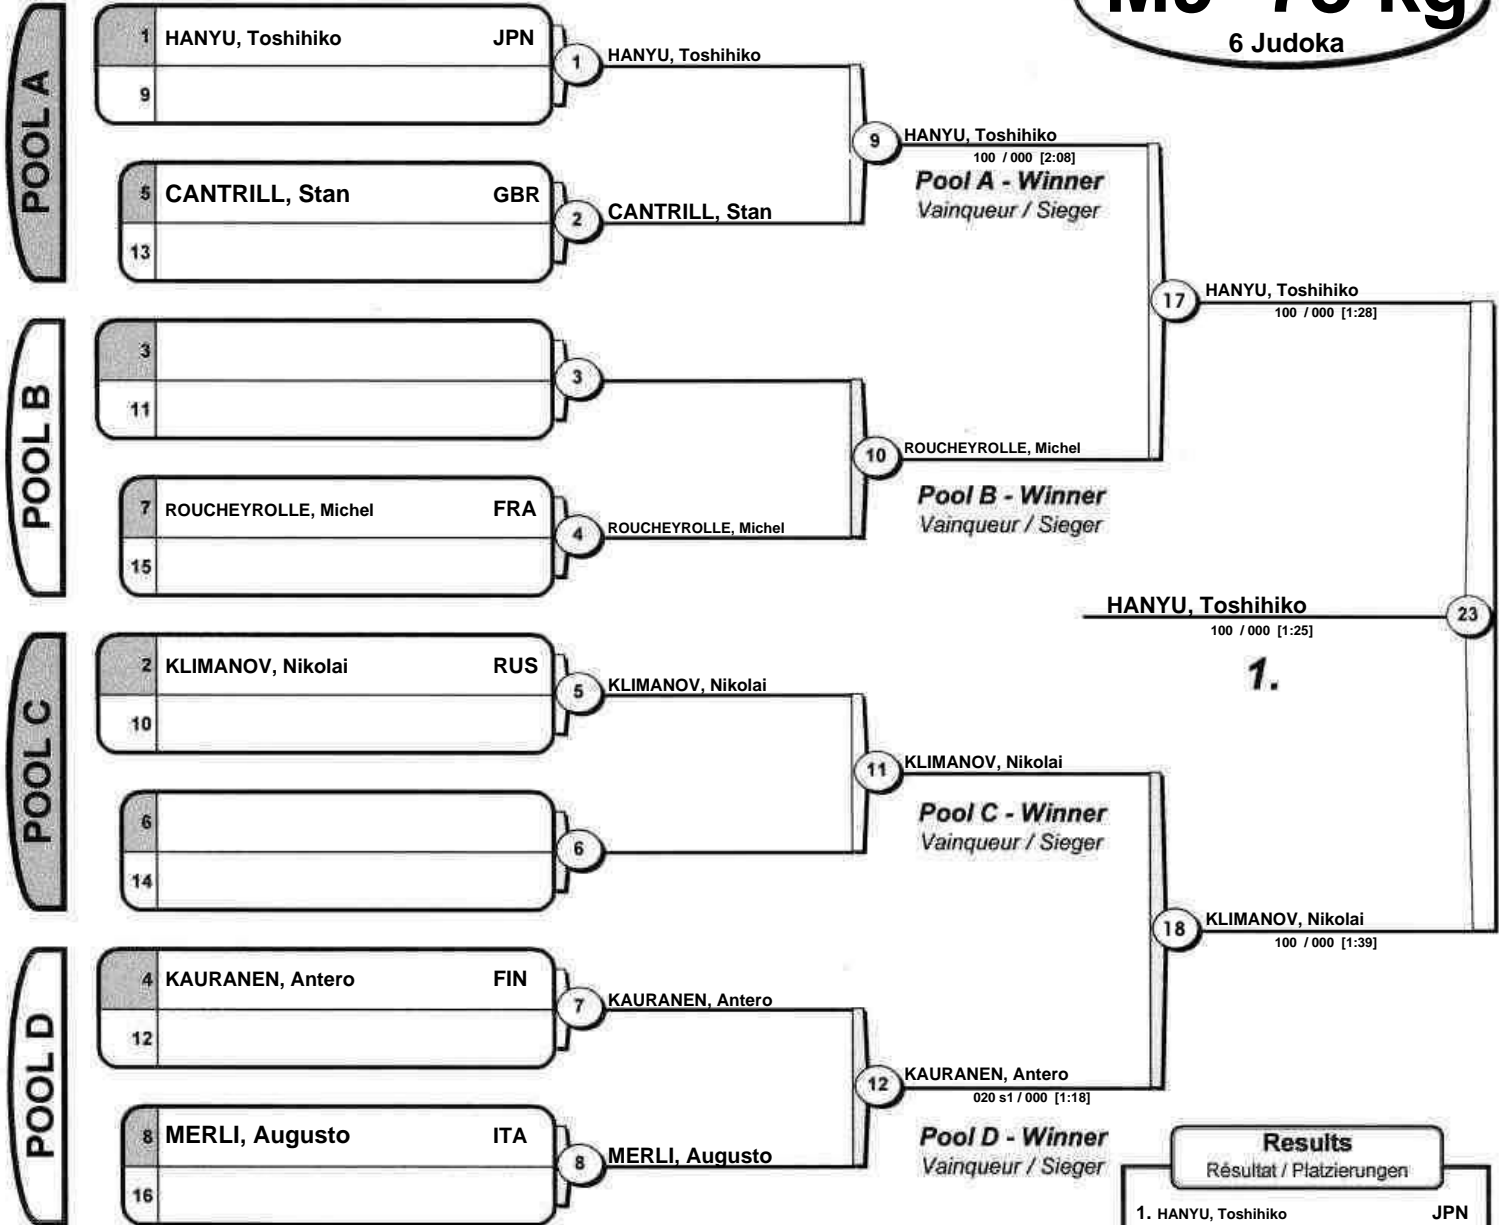 6 Judoka
POOL A
1 HANYU, Toshihiko JPN
9
1 HANYU, Toshihiko
5 CANTRILL, Stan GBR
13
2 CANTRILL, Stan
9 HANYU, Toshihiko
100 / 000 [2:08]
Pool A - Winner
Vainqueur / Sieger
POOL B
3
11
3
7 ROUCHEYROLLE, Michel FRA
15
4 ROUCHEYROLLE, Michel
10 ROUCHEYROLLE, Michel
Pool B - Winner
Vainqueur / Sieger
17 HANYU, Toshihiko
100 / 000 [1:28]
HANYU, Toshihiko 23
100 / 000 [1:25]
1.
POOL C
2 KLIMANOV, Nikolai RUS
10
5 KLIMANOV, Nikolai
6
14
6
11 KLIMANOV, Nikolai
Pool C - Winner
Vainqueur / Sieger
18 KLIMANOV, Nikolai
100 / 000 [1:39]
POOL D
4 KAURANEN, Antero FIN
12
7 KAURANEN, Antero
8 MERLI, Augusto ITA
16
8 MERLI, Augusto
12 KAURANEN, Antero
020 s1 / 000 [1:18]
Pool D - Winner
Vainqueur / Sieger
Results
Résultat / Platzierungen
1. HANYU, Toshihiko JPN